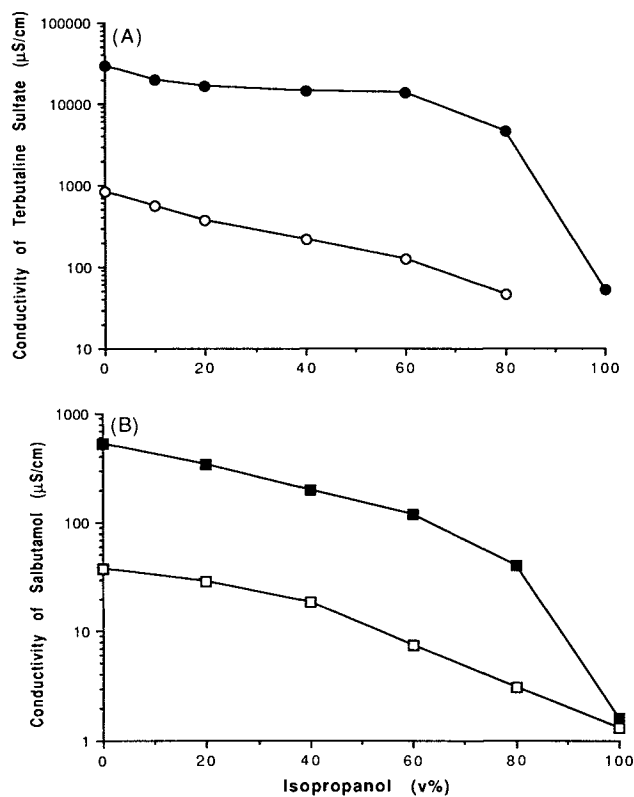 (A)
Conductivity of Terbutaline Sulfate (µS/cm)
100000
10000
1000
100
10
0 20 40 60 80 100
(B)
Conductivity of Salbutamol (µS/cm)
1000
100
10
1
0 20 40 60 80 100
Isopropanol (v%)